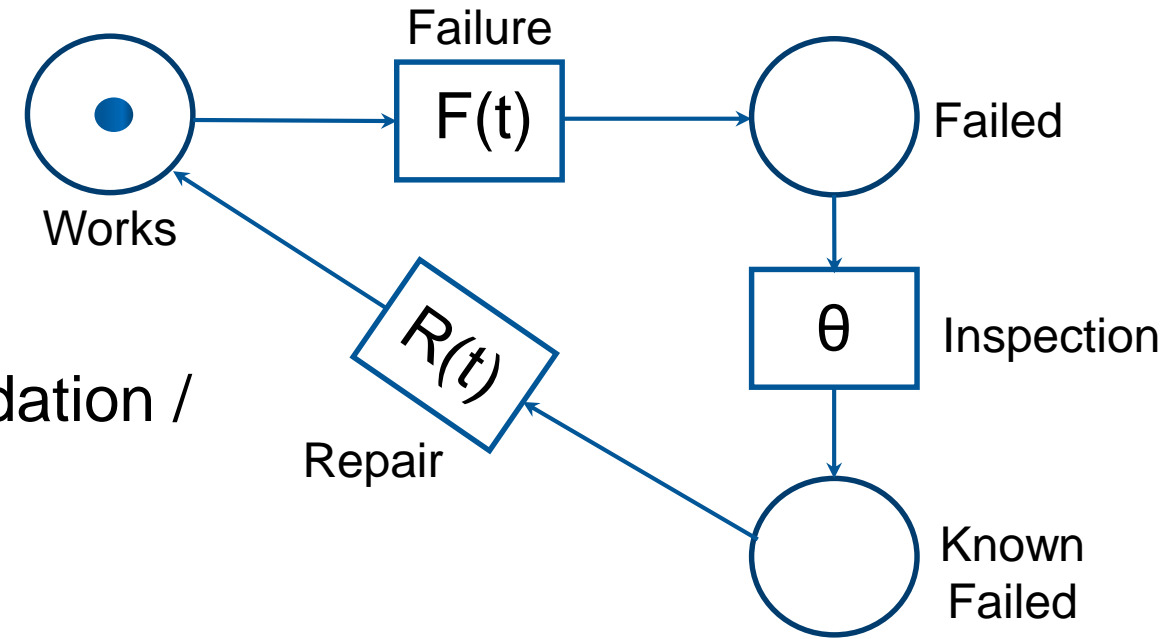 Failure
F(t)
Failed
Works
θ
Inspection
R(t)
dation /
Repair
Known
Failed